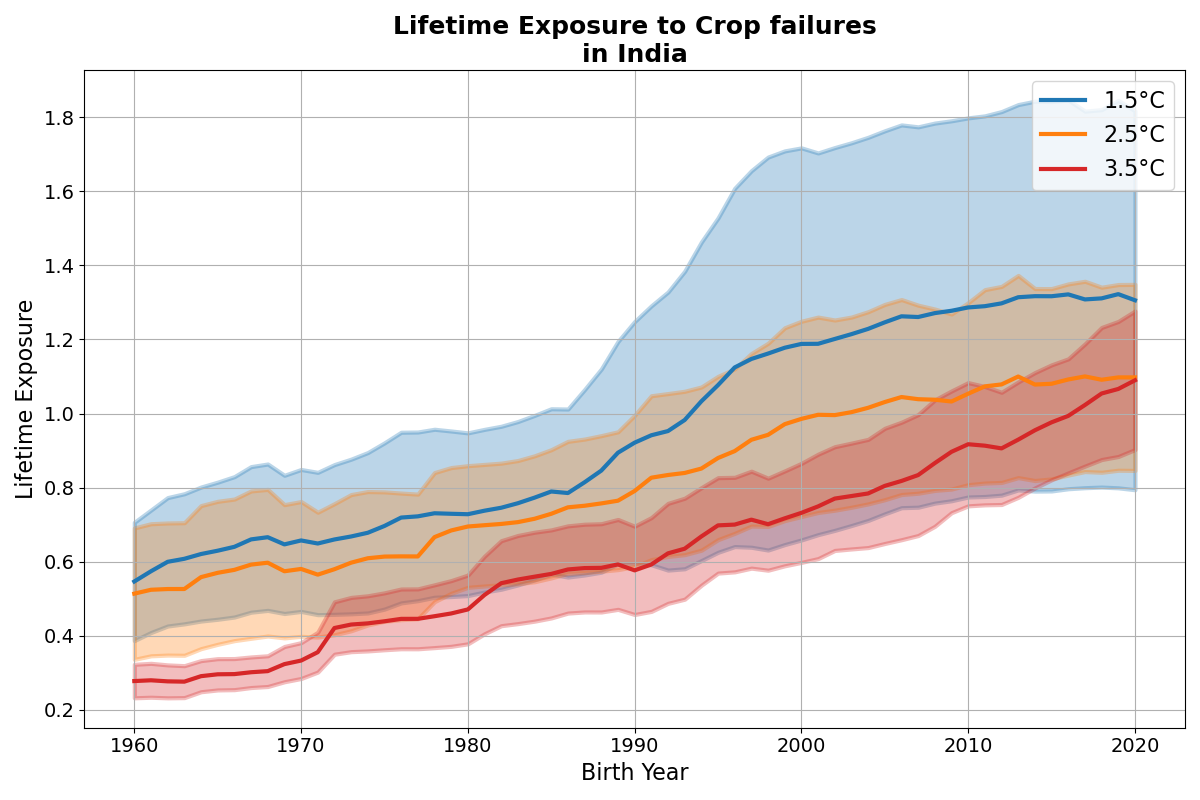 Lifetime Exposure to Crop failures
in India
1.5°C
2.5°C
3.5°C
Lifetime Exposure
1.8
1.6
1.4
1.2
1.0
0.8
0.6
0.4
0.2
1960 1970 1980 1990 2000 2010 2020
Birth Year